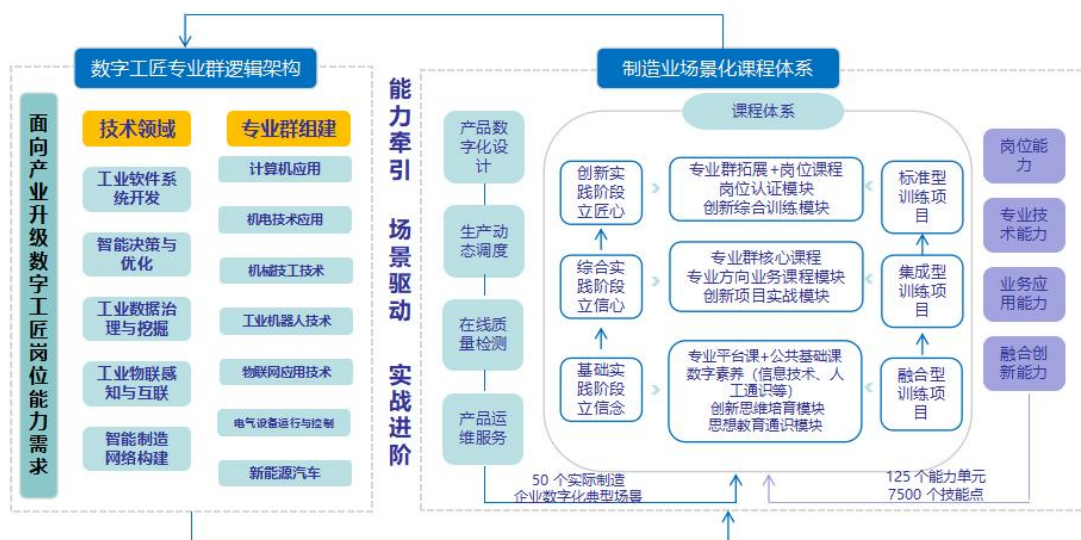 数字工匠专业群逻辑架构
面向产业升级数字工匠岗位能力需求
技术领域
工业软件系
统开发
智能决策与
优化
工业数据治
理与挖掘
工业物联感
知与互联
智能制造
网络构建
专业群组建
计算机应用
机电技术应用
机械技工技术
工业机器人技术
物联网应用技术
电气设备运行与控制
新能源汽车
能力牵引
场景驱动
实战进阶
制造业场景化课程体系
产品数
字化设
计
生产动
态调度
在线质
量检测
产品运
维服务
课程体系
创新实
践阶段
立匠心
专业群拓展+岗位课程
岗位认证模块
创新综合训练模块
标准型
训练项
目
综合实
践阶段
立信心
专业群核心课程
专业方向业务课程模块
创新项目实战模块
集成型
训练项
目
基础实
践阶段
立信念
专业平台课+公共基础课
数字素养（信息技术、人
工通识等）
创新思维培育模块
思想教育通识模块
融合型
训练项
目
岗位能
力
专业技
术能力
业务应
用能力
融合创
新能力
50 个实际制造
企业数字化典型场景
125 个能力单元
7500 个技能点